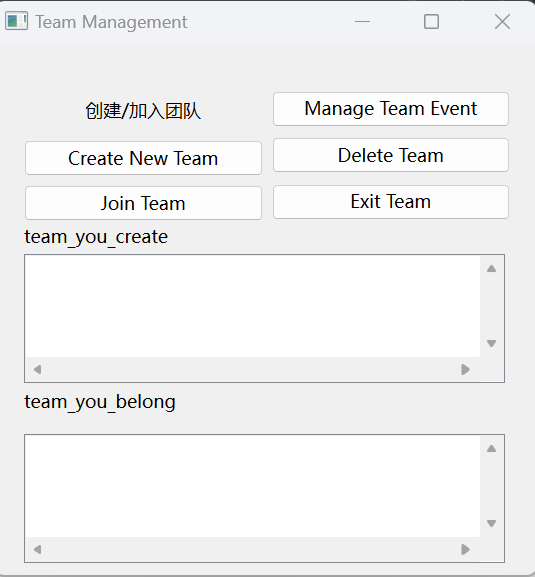 Team Management
创建/加入团队
Manage Team Event
Create New Team
Delete Team
Join Team
Exit Team
team_you_create
team_you_belong